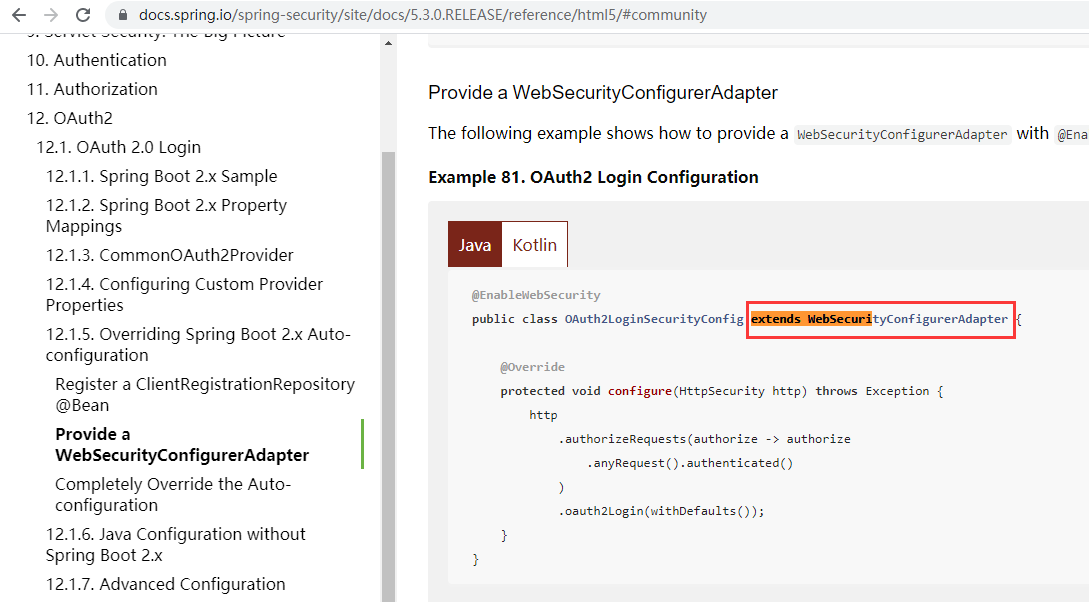 docs.spring.io/spring-security/site/docs/5.3.0.RELEASE/reference/html5/#community
9. Servlet Security: The Big Picture
10. Authentication
11. Authorization
12. OAuth2
12.1. OAuth 2.0 Login
12.1.1. Spring Boot 2.x Sample
12.1.2. Spring Boot 2.x Property
Mappings
12.1.3. CommonOAuth2Provider
12.1.4. Configuring Custom Provider
Properties
12.1.5. Overriding Spring Boot 2.x Auto-
configuration
Register a ClientRegistrationRepository
@Bean
Provide a
WebSecurityConfigurerAdapter
Completely Override the Auto-
configuration
12.1.6. Java Configuration without
Spring Boot 2.x
12.1.7. Advanced Configuration
Provide a WebSecurityConfigurerAdapter
The following example shows how to provide a WebSecurityConfigurerAdapter with @Ena
Example 81. OAuth2 Login Configuration
Java Kotlin
@EnableWebSecurity
public class OAuth2LoginSecurityConfig extends WebSecurityConfigurerAdapter {
@Override
protected void configure(HttpSecurity http) throws Exception {
http
.authorizeRequests(authorize -> authorize
.anyRequest().authenticated()
)
.oauth2Login(withDefaults());
}
}